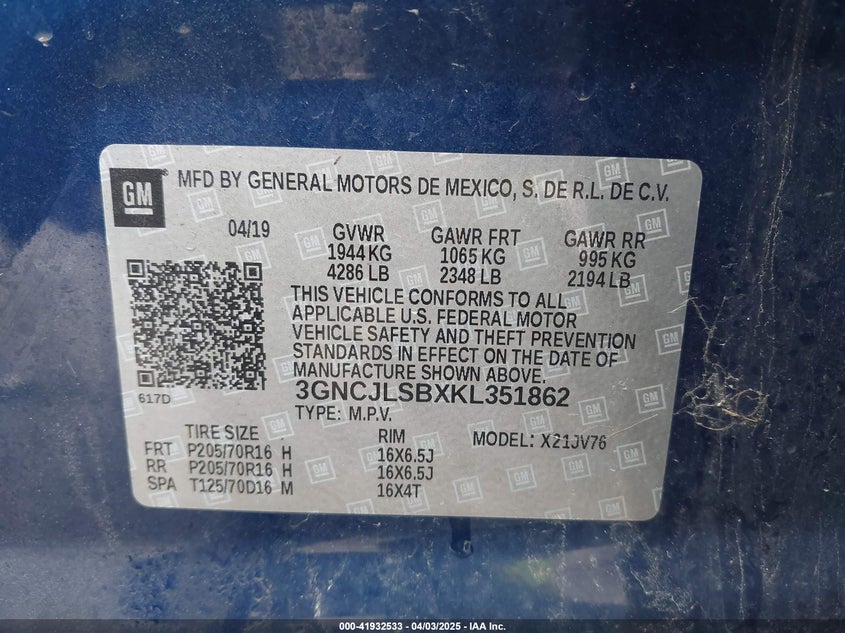 GM MFD BY GENERAL MOTORS DE MEXICO, S. DE R.L. DE C.V.
04/19 GVWR GAWR FRT GAWR RR
1944 KG 1065 KG 995 KG
4286 LB 2348 LB 2194 LB
THIS VEHICLE CONFORMS TO ALL
APPLICABLE U.S. FEDERAL MOTOR
VEHICLE SAFETY AND THEFT PREVENTION
STANDARDS IN EFFECT ON THE DATE OF
MANUFACTURE SHOWN ABOVE.
617D 3GNCJLSBXKL351862
TYPE: M.P.V.
TIRE SIZE RIM MODEL: X21JV76
FRT P205/70R16 H 16X6.5J
RR P205/70R16 H 16X6.5J
SPA T125/70D16 M 16X4T
000-41932533 - 04/03/2025 - IAA Inc.